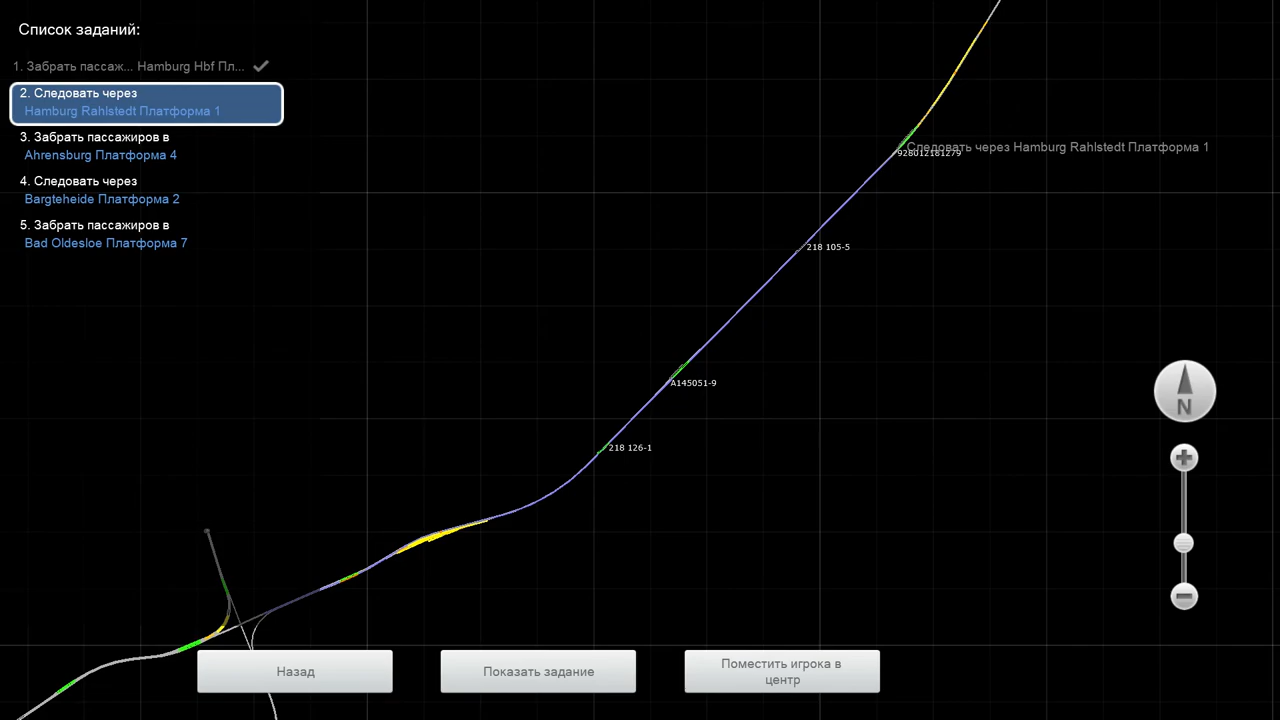 Список заданий:
1. Забрать пассаж... Hamburg Hbf Пл...
2. Следовать через
Hamburg Rahlstedt Платформа 1
3. Забрать пассажиров в
Ahrensburg Платформа 4
4. Следовать через
Bargteheide Платформа 2
5. Забрать пассажиров в
Bad Oldesloe Платформа 7
Следовать через Hamburg Rahlstedt Платформа 1
928012181279
218 105-5
A145051-9
218 126-1
N
Назад
Показать задание
Поместить игрока в
центр